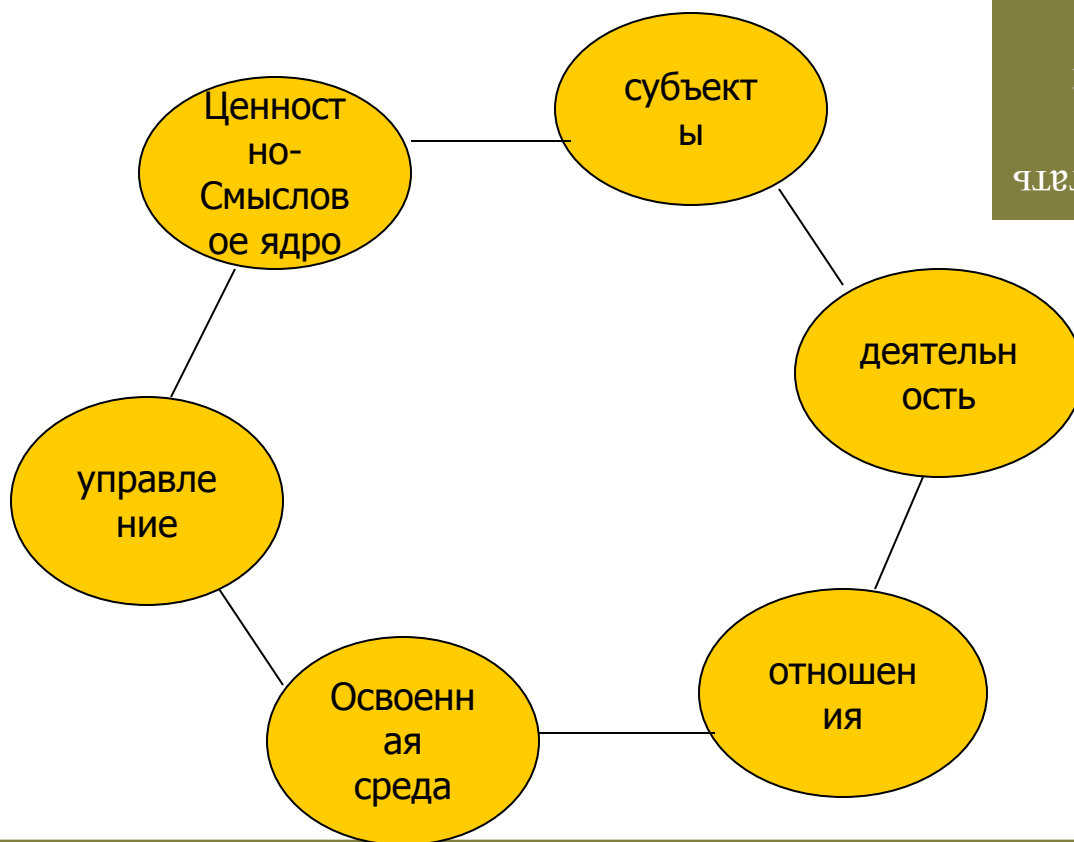 Ценност
но-
Смыслов
ое ядро
субъект
ы
деятельн
ость
отношен
ия
Освоенн
ая
среда
управле
ние